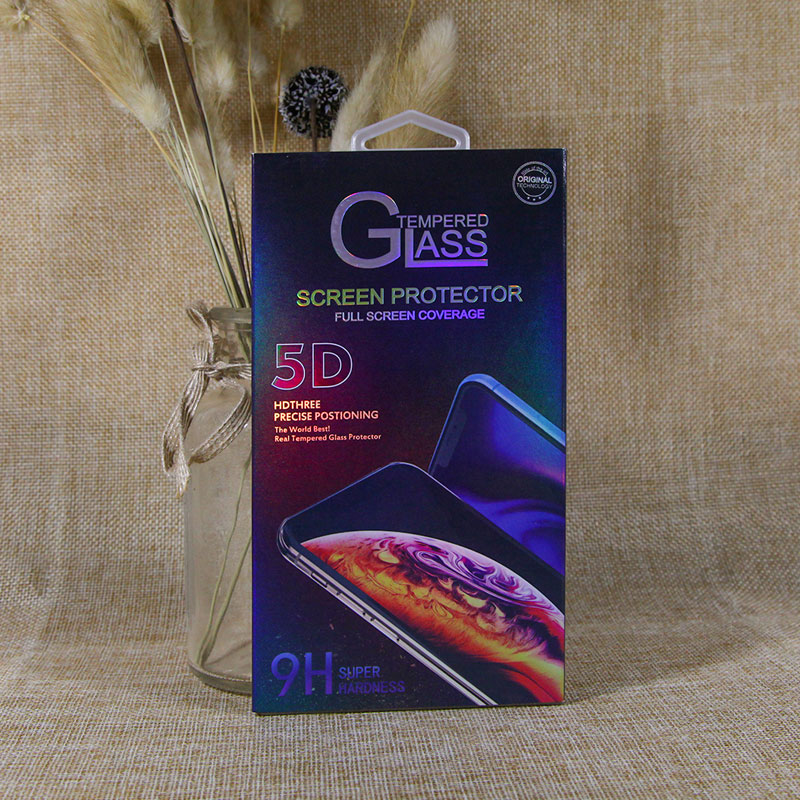 ORIGINAL
TECHNOLOGY
TEMPERED
GLASS
SCREEN PROTECTOR
FULL SCREEN COVERAGE
5D
HDTHREE
PRECISE POSTIONING
The World Best!
Real Tempered Glass Protector
9H SUPER
HARDNESS